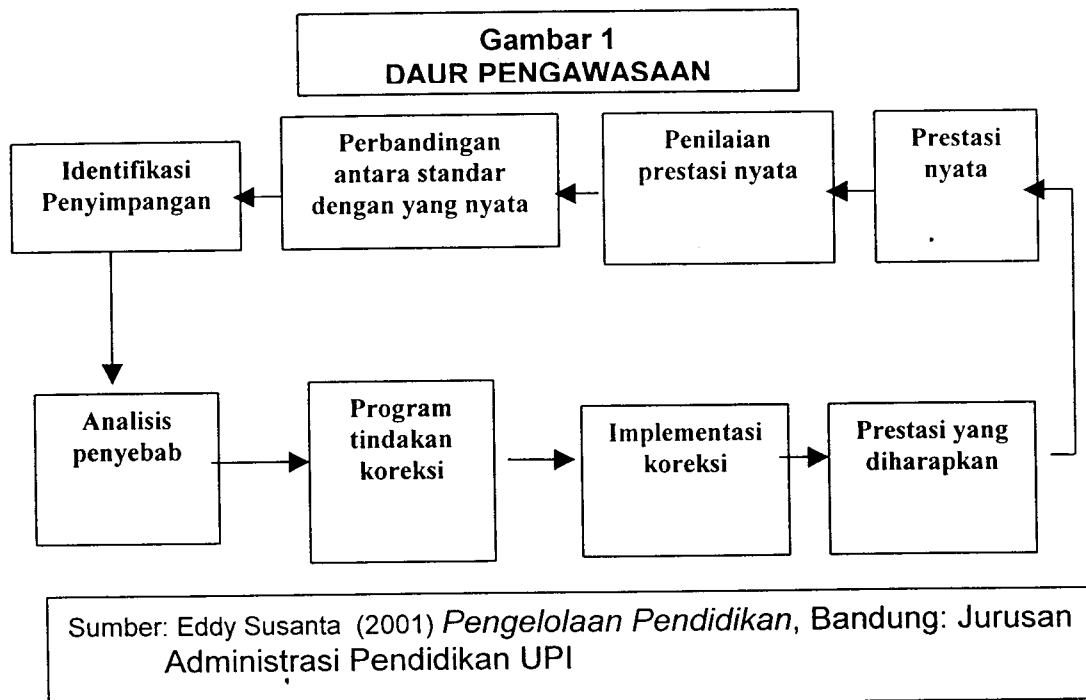 Gambar 1
DAUR PENGAWASAAN
Identifikasi
Penyimpangan
Perbandingan
antara standar
dengan yang nyata
Penilaian
prestasi nyata
Prestasi
nyata
Analisis
penyebab
Program
tindakan
koreksi
Implementasi
koreksi
Prestasi yang
diharapkan
Sumber: Eddy Susanta (2001) Pengelolaan Pendidikan, Bandung: Jurusan
Administrasi Pendidikan UPI